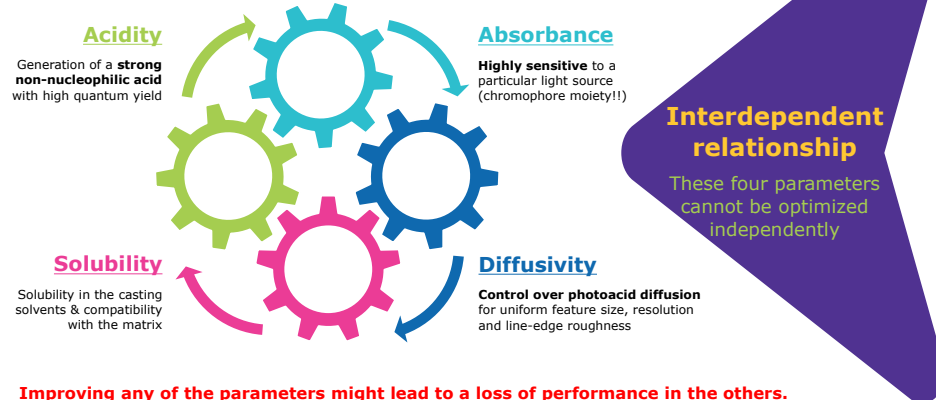 Acidity
Generation of a strong
non-nucleophilic acid
with high quantum yield
Absorbance
Highly sensitive to a
particular light source
(chromophore moiety!!)
Interdependent
relationship
These four parameters
cannot be optimized
independently
Solubility
Solubility in the casting
solvents & compatibility
with the matrix
Diffusivity
Control over photoacid diffusion
for uniform feature size, resolution
and line-edge roughness
Improving any of the parameters might lead to a loss of performance in the others.